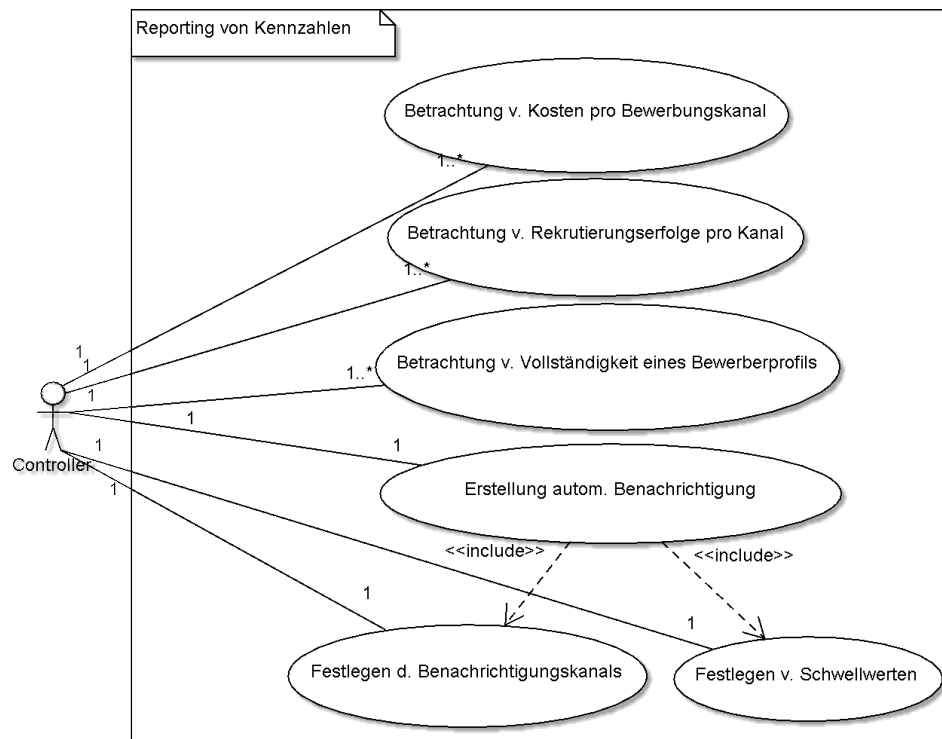 Reporting von Kennzahlen
Betrachtung v. Kosten pro Bewerbungskanal
1..*
Betrachtung v. Rekrutierungserfolge pro Kanal
1..*
1
1
Betrachtung v. Vollständigkeit eines Bewerberprofils
1..*
1
1
1
1
Controller
Erstellung autom. Benachrichtigung
1
<<include>>
<<include>>
1
1
Festlegen d. Benachrichtigungskanals
Festlegen v. Schwellwerten